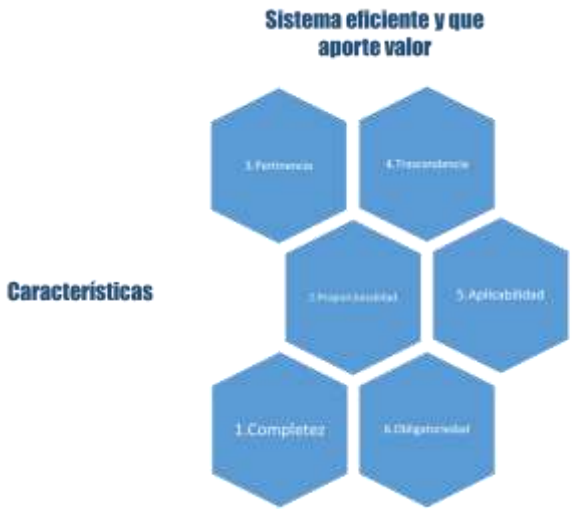 Sistema eficiente y que
aporte valor
3.Pertinencia
4.Trascendencia
2.Proporcionalidad
5.Aplicabilidad
Características
1.Completez
6.Obligatoriedad